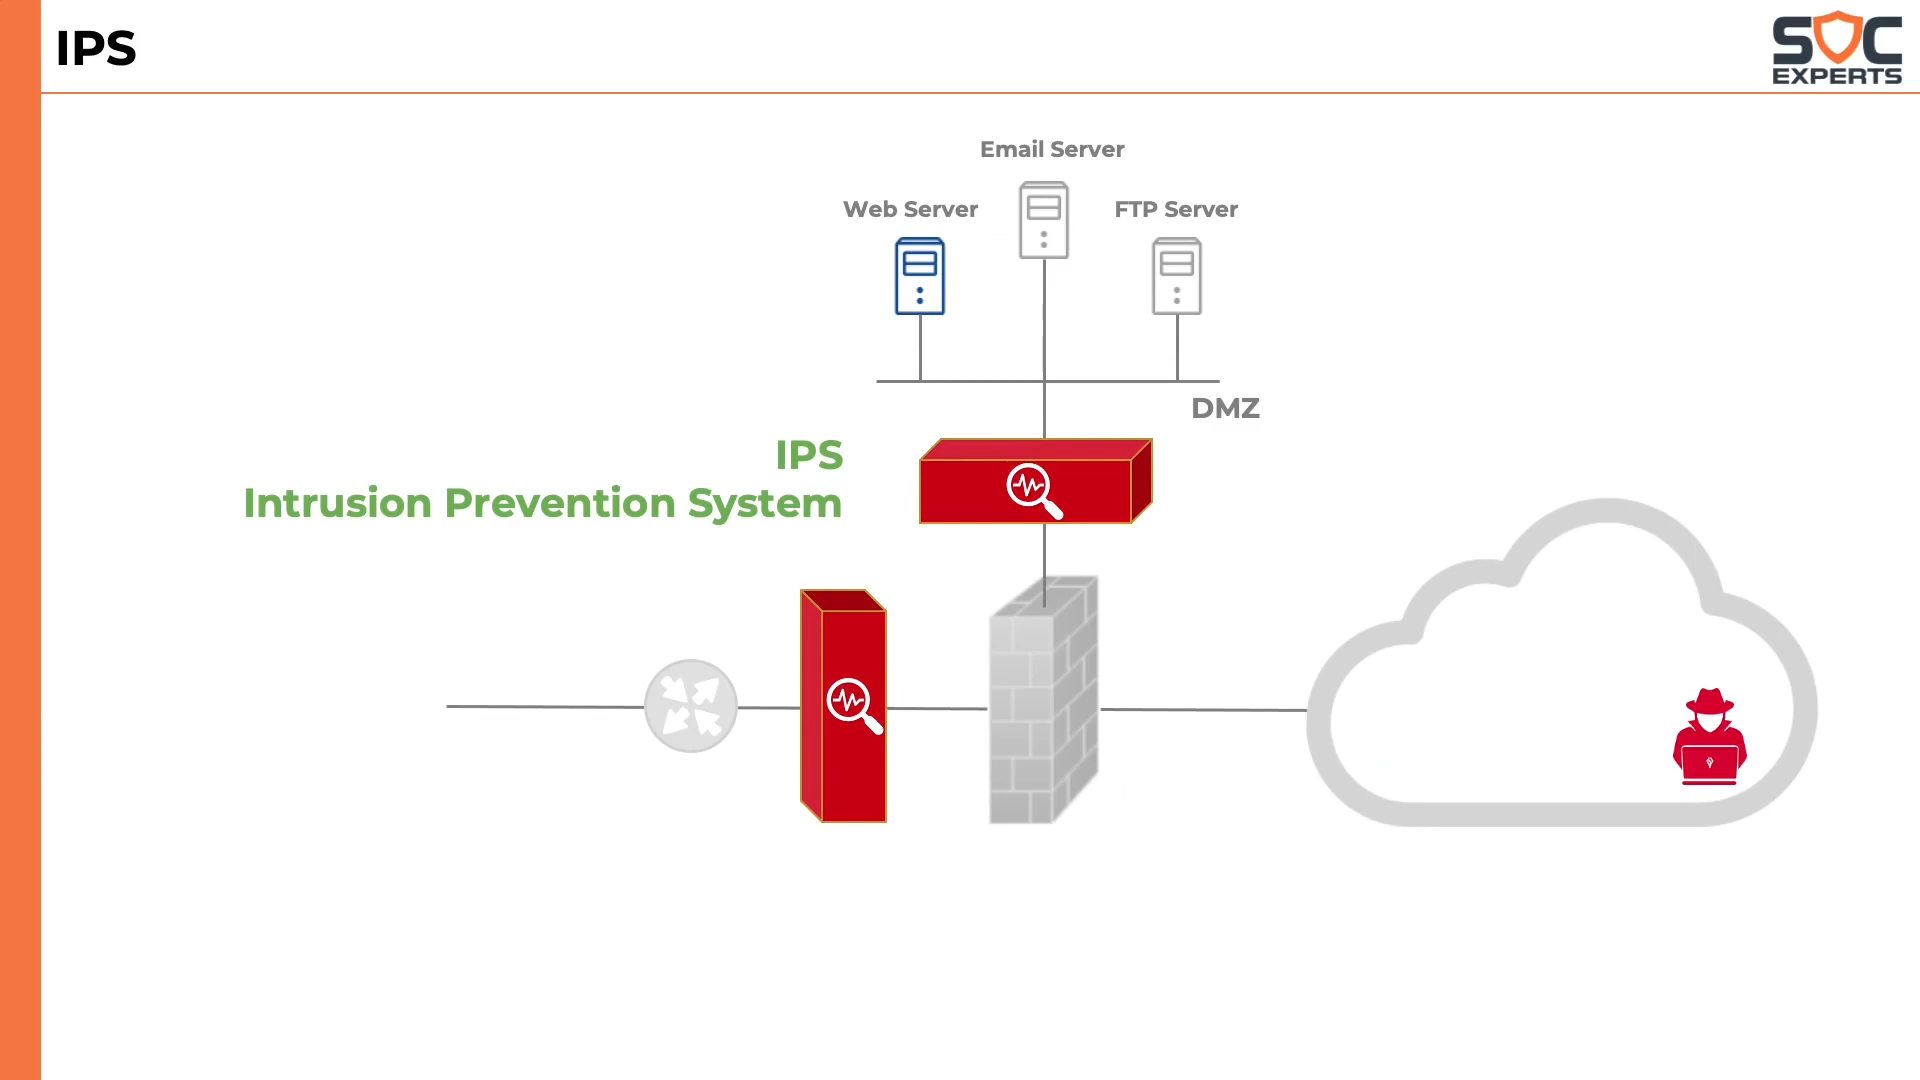 IPS
SOC
EXPERTS
Email Server
Web Server
FTP Server
DMZ
IPS
Intrusion Prevention System